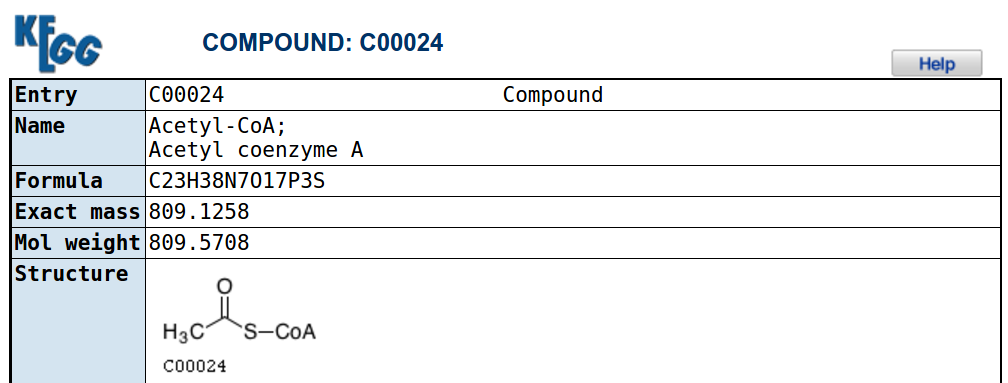 KEGG
COMPOUND: C00024
Help
Entry C00024 Compound
Name Acetyl-CoA;
Acetyl coenzyme A
Formula C23H38N7O17P3S
Exact mass 809.1258
Mol weight 809.5708
Structure
O
H3C S—CoA
C00024